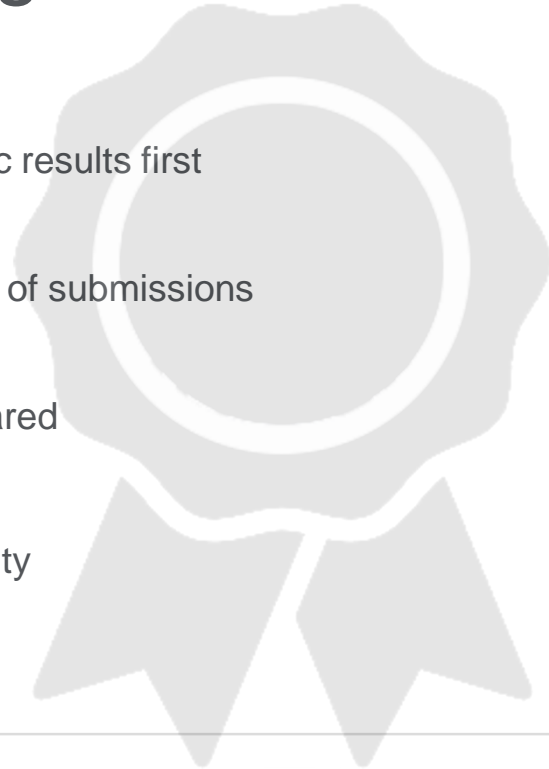 g
c results first
of submissions
ared
ty